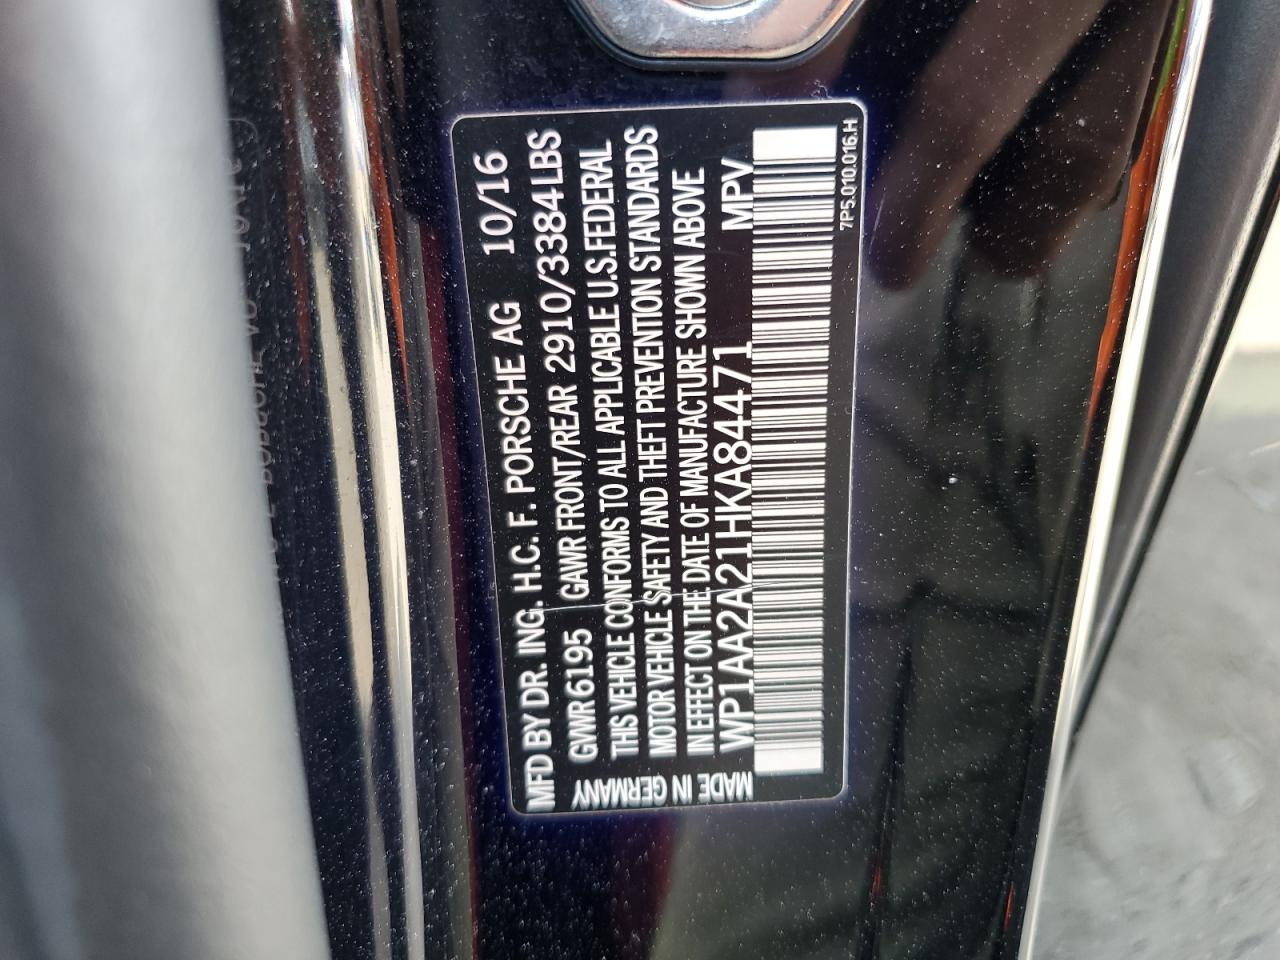 MFD BY DR. ING. H.C. F. PORSCHE AG 10/16
GVWR 6195 GAWR FRONT/REAR 2910/3384LBS
THIS VEHICLE CONFORMS TO ALL APPLICABLE U.S.FEDERAL
MOTOR VEHICLE SAFETY AND THEFT PREVENTION STANDARDS
IN EFFECT ON THE DATE OF MANUFACTURE SHOWN ABOVE
WP1AA2A21HKA84471 MPV
MADE IN GERMANY
7P5.010.016.H